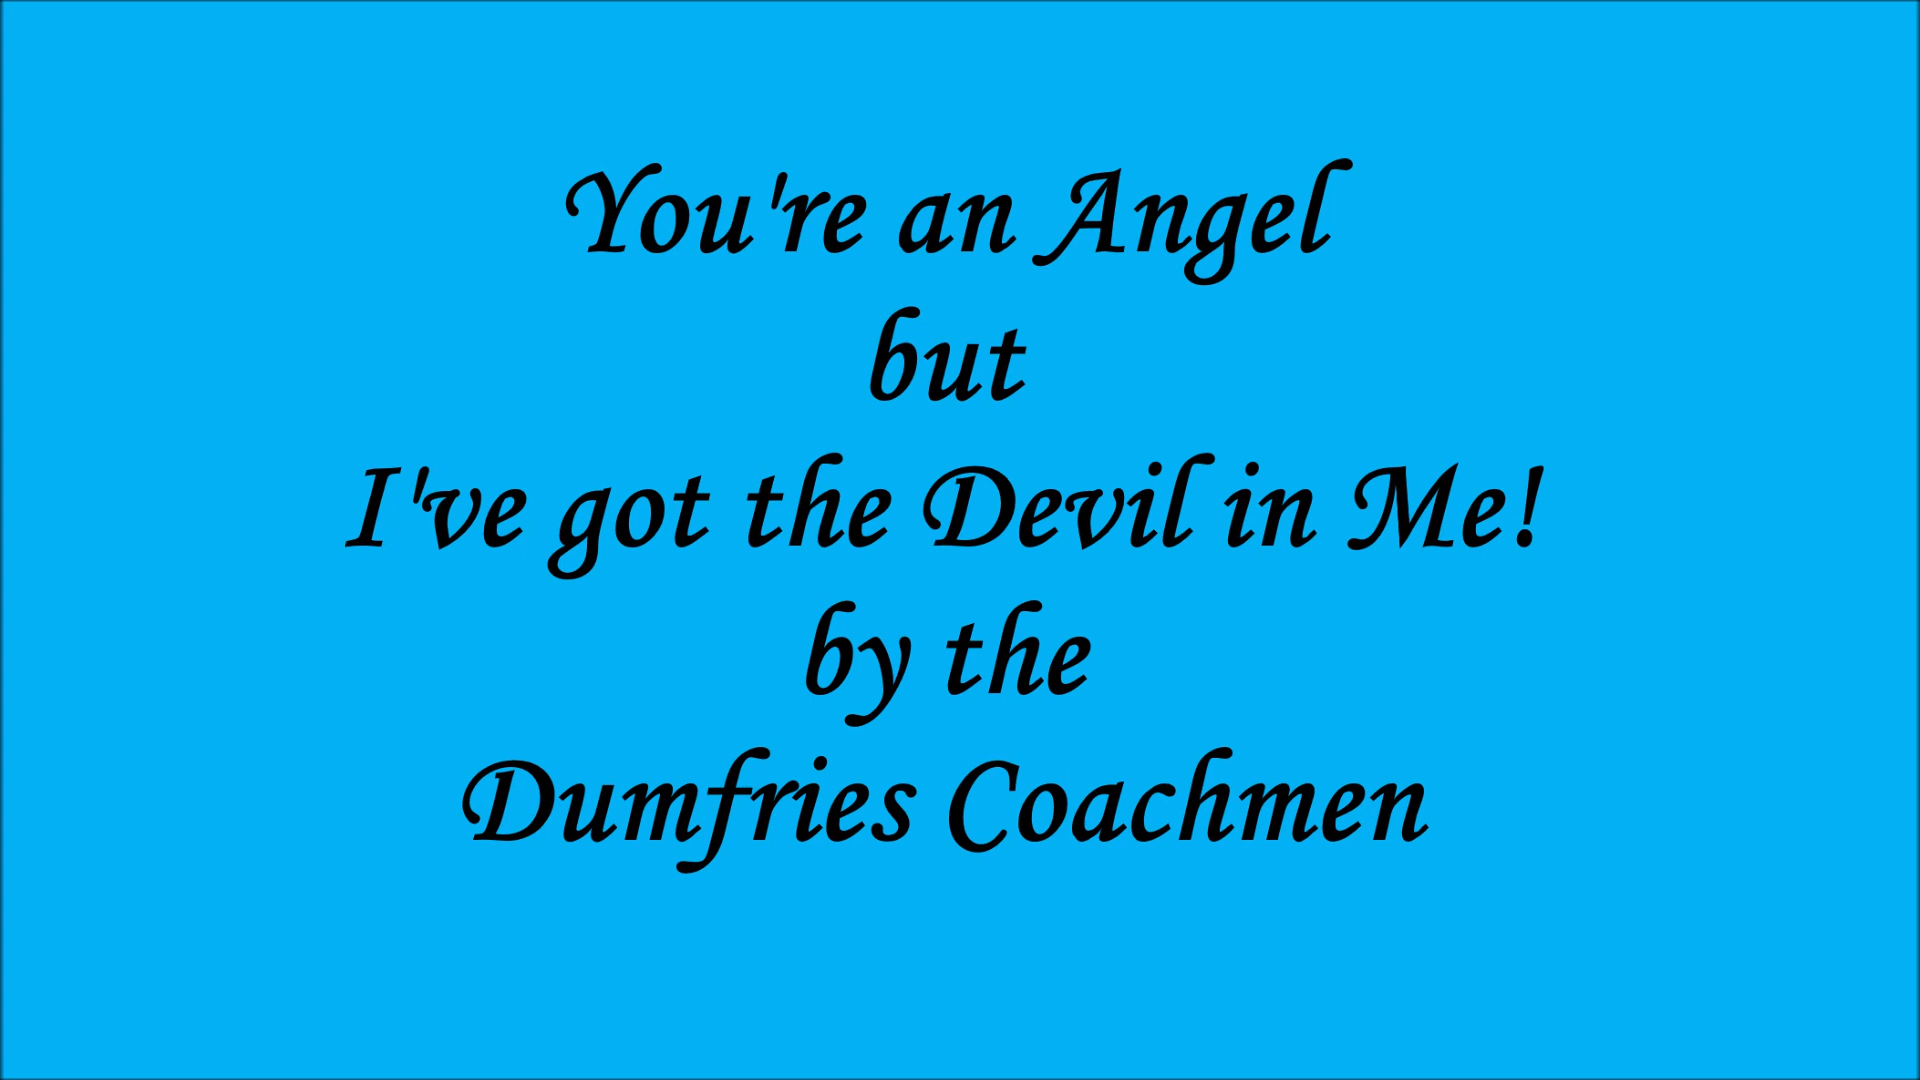 You're an Angel
but
I've got the Devil in Me!
by the
Dumfries Coachmen